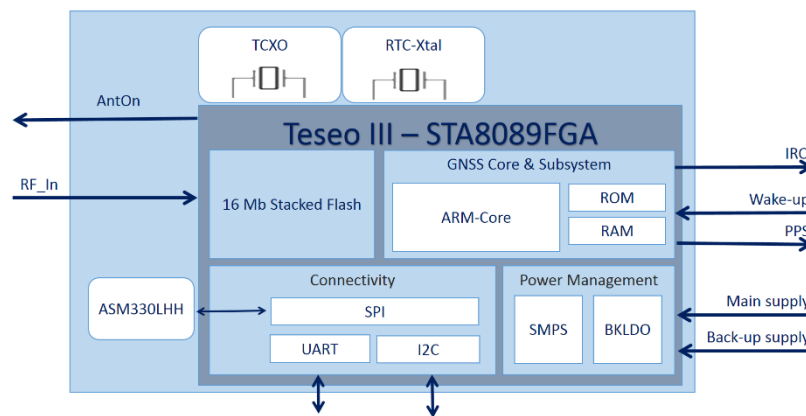 TCXO
RTC-Xtal
AntOn
Teseo III – STA8089FGA
GNSS Core & Subsystem
IRQ
RF_In
16 Mb Stacked Flash
ARM-Core
ROM
RAM
Wake-up
PPS
Connectivity
Power Management
ASM330LHH
SPI
SMPS
BKLDO
Main supply
UART
I2C
Back-up supply